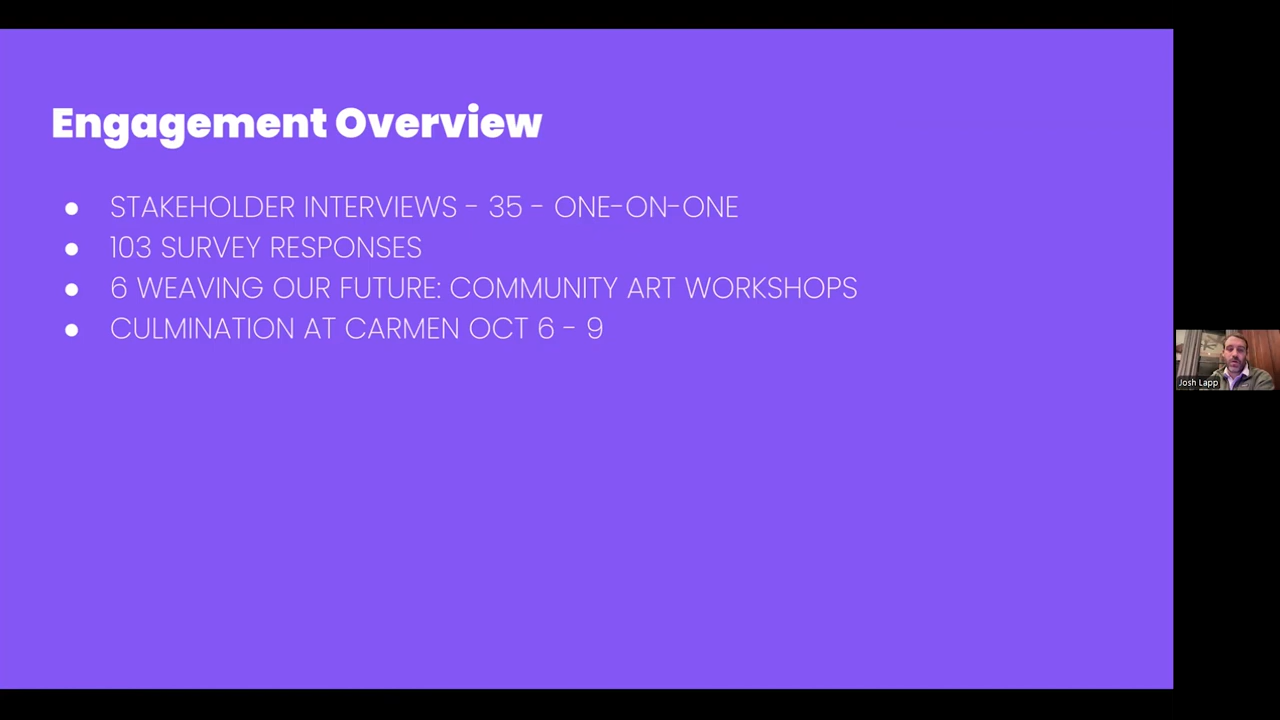 Engagement Overview
● STAKEHOLDER INTERVIEWS - 35 - ONE-ON-ONE
● 103 SURVEY RESPONSES
● 6 WEAVING OUR FUTURE: COMMUNITY ART WORKSHOPS
● CULMINATION AT CARMEN OCT 6 - 9
Josh Lapp